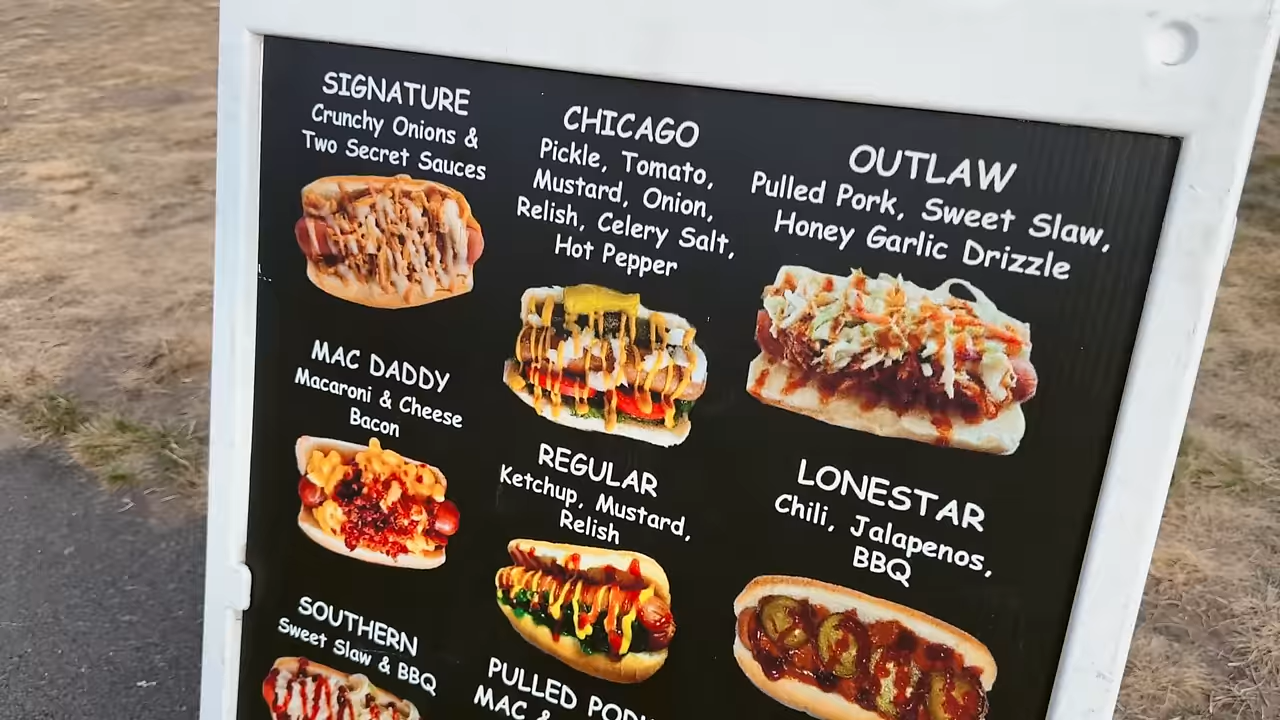 SIGNATURE
Crunchy Onions &
Two Secret Sauces
CHICAGO
Pickle, Tomato,
Mustard, Onion,
Relish, Celery Salt,
Hot Pepper
OUTLAW
Pulled Pork, Sweet Slaw,
Honey Garlic Drizzle
MAC DADDY
Macaroni & Cheese
Bacon
REGULAR
Ketchup, Mustard,
Relish
LONESTAR
Chili, Jalapenos,
BBQ
SOUTHERN
Sweet Slaw & BBQ
PULLED
MAC &